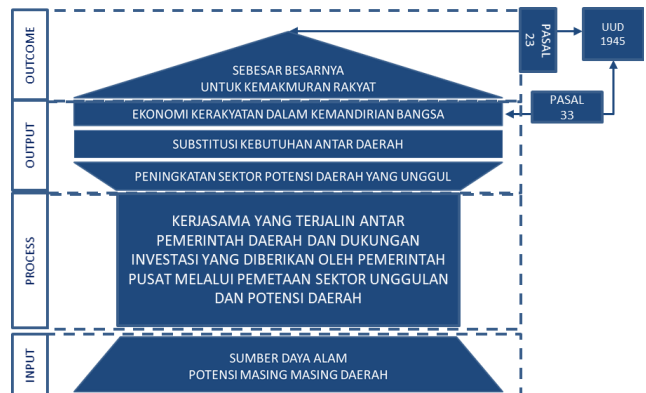 OUTCOME
SEBESAR BESARNYA
UNTUK KEMAKMURAN RAKYAT
PASAL
23
UUD
1945
OUTPUT
EKONOMI KERAKYATAN DALAM KEMANDIRIAN BANGSA
PASAL
33
SUBSTITUSI KEBUTUHAN ANTAR DAERAH
PENINGKATAN SEKTOR POTENSI DAERAH YANG UNGGUL
PROCESS
KERJASAMA YANG TERJALIN ANTAR
PEMERINTAH DAERAH DAN DUKUNGAN
INVESTASI YANG DIBERIKAN OLEH PEMERINTAH
PUSAT MELALUI PEMETAAN SEKTOR UNGGULAN
DAN POTENSI DAERAH
INPUT
SUMBER DAYA ALAM
POTENSI MASING MASING DAERAH